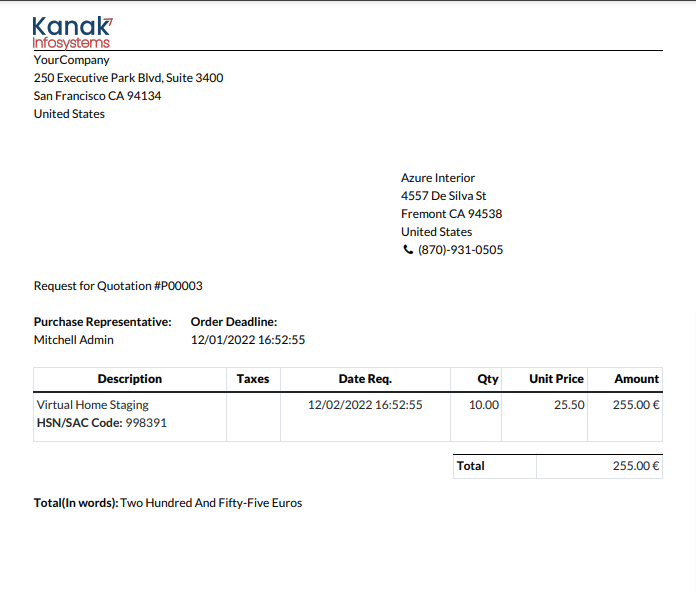 Kanak
Infosystems
YourCompany
250 Executive Park Blvd, Suite 3400
San Francisco CA 94134
United States
Azure Interior
4557 De Silva St
Fremont CA 94538
United States
(870)-931-0505
Request for Quotation #P00003
Purchase Representative: Order Deadline:
Mitchell Admin 12/01/2022 16:52:55
Description Taxes Date Req. Qty Unit Price Amount
Virtual Home Staging 12/02/2022 16:52:55 10.00 25.50 255.00 €
HSN/SAC Code: 998391
Total 255.00 €
Total(In words): Two Hundred And Fifty-Five Euros